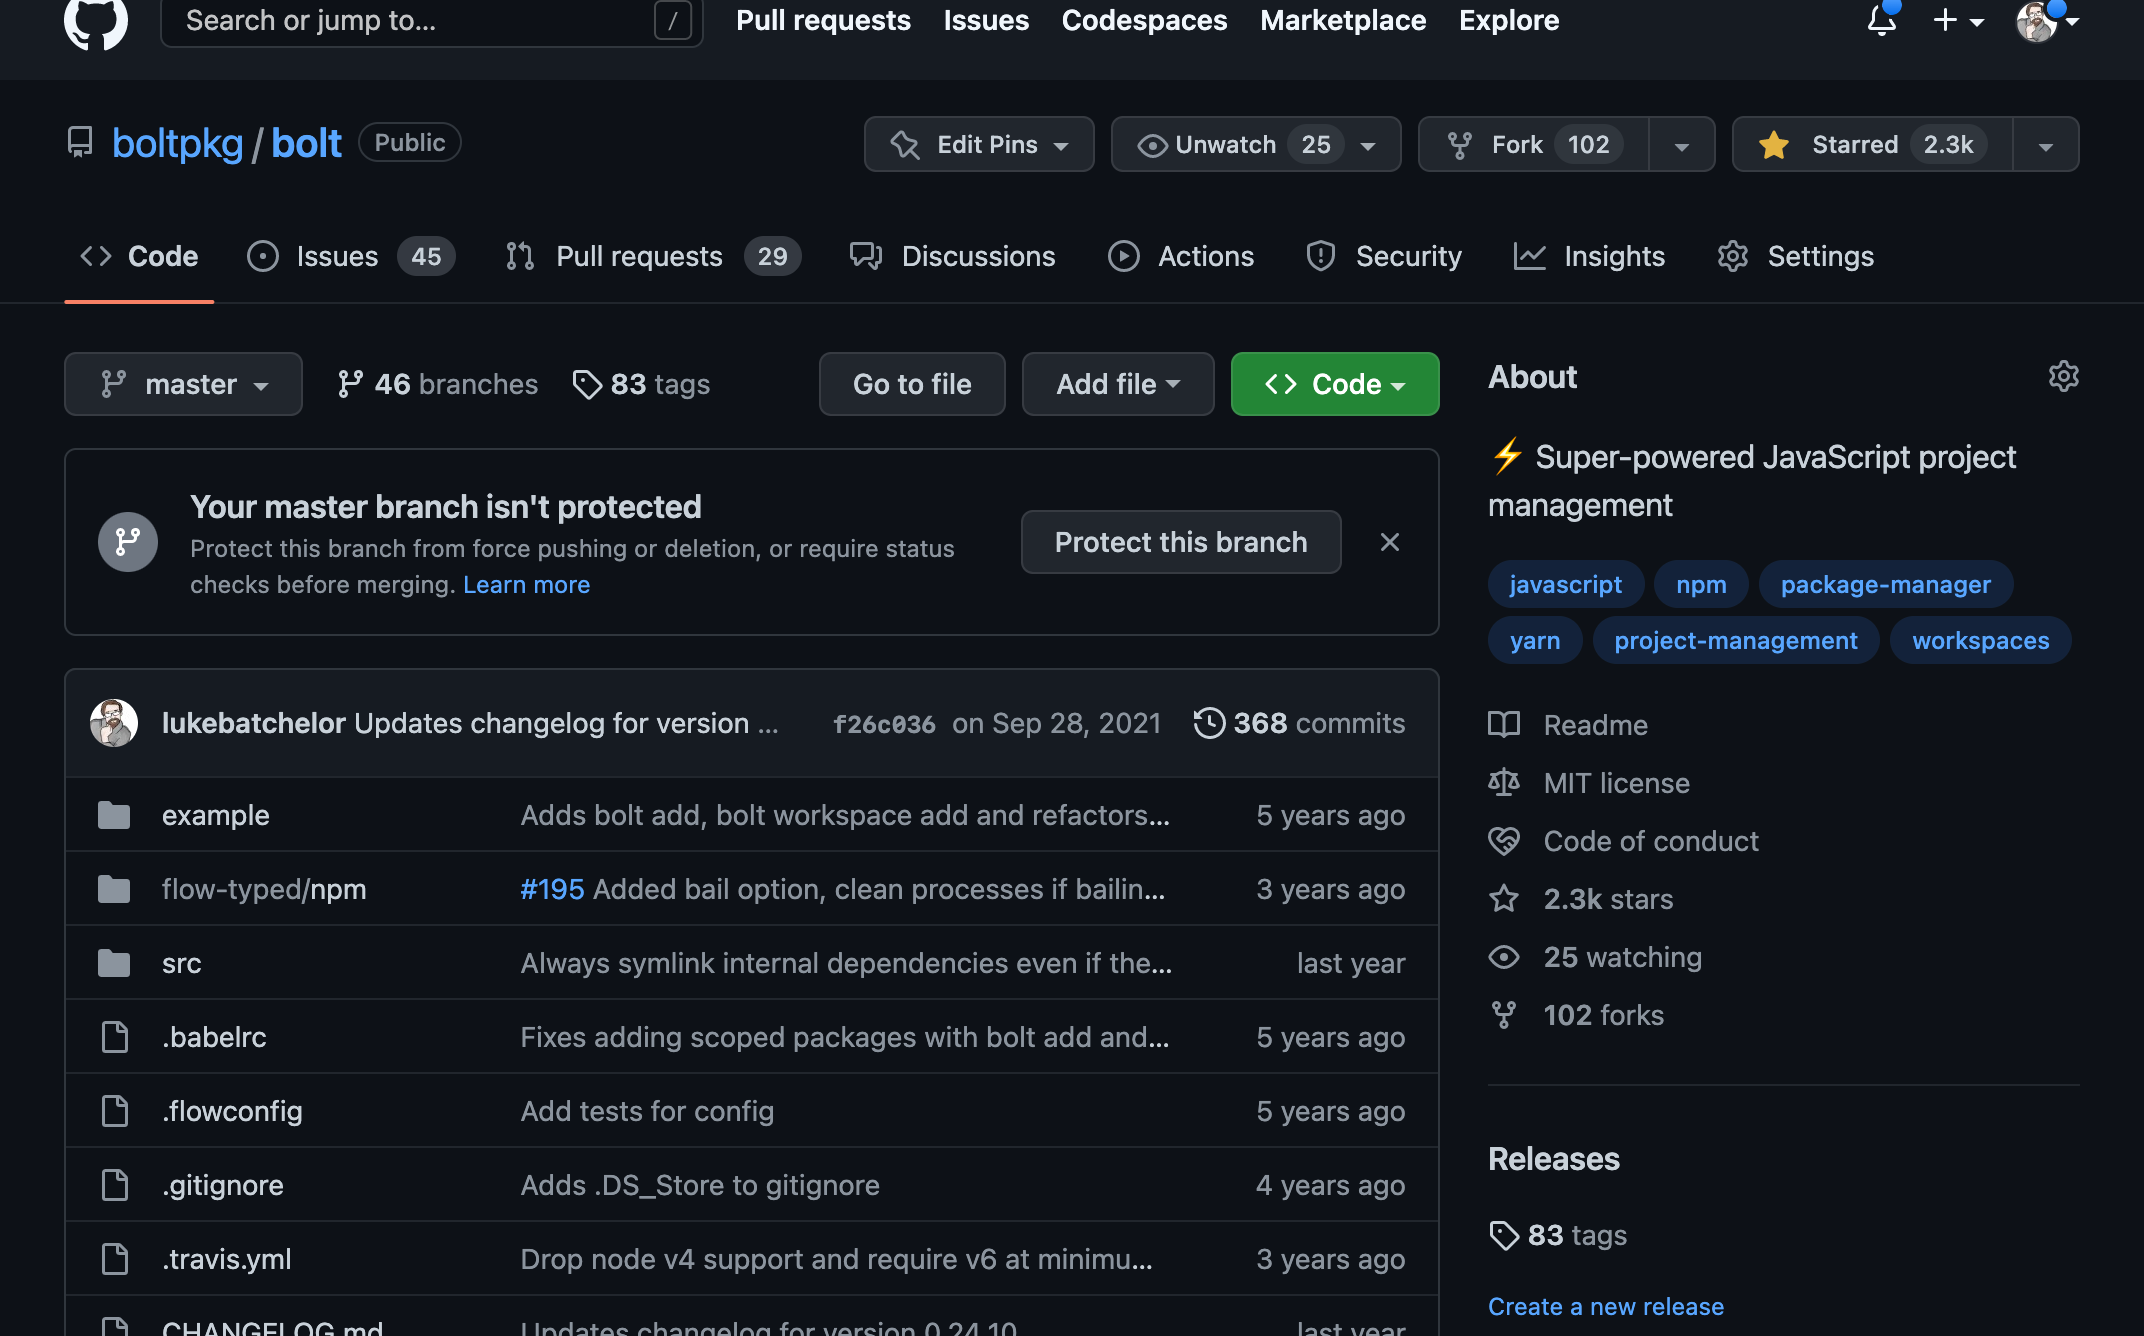 Search or jump to... /
Pull requests Issues Codespaces Marketplace Explore
boltpkg / bolt Public
Edit Pins Unwatch 25 Fork 102 Starred 2.3k
Code Issues 45 Pull requests 29 Discussions Actions Security Insights Settings
master 46 branches 83 tags Go to file Add file Code
Your master branch isn't protected
Protect this branch from force pushing or deletion, or require status
checks before merging. Learn more
Protect this branch
lukebatchelor Updates changelog for version ... f26c036 on Sep 28, 2021 368 commits
example Adds bolt add, bolt workspace add and refactors... 5 years ago
flow-typed/npm #195 Added bail option, clean processes if bailin... 3 years ago
src Always symlink internal dependencies even if the... last year
.babelrc Fixes adding scoped packages with bolt add and... 5 years ago
.flowconfig Add tests for config 5 years ago
.gitignore Adds .DS_Store to gitignore 4 years ago
.travis.yml Drop node v4 support and require v6 at minimu... 3 years ago
CHANGELOG.md Updates changelog for version 0.24.10 last year
About
⚡ Super-powered JavaScript project
management
javascript npm package-manager
yarn project-management workspaces
Readme
MIT license
Code of conduct
2.3k stars
25 watching
102 forks
Releases
83 tags
Create a new release